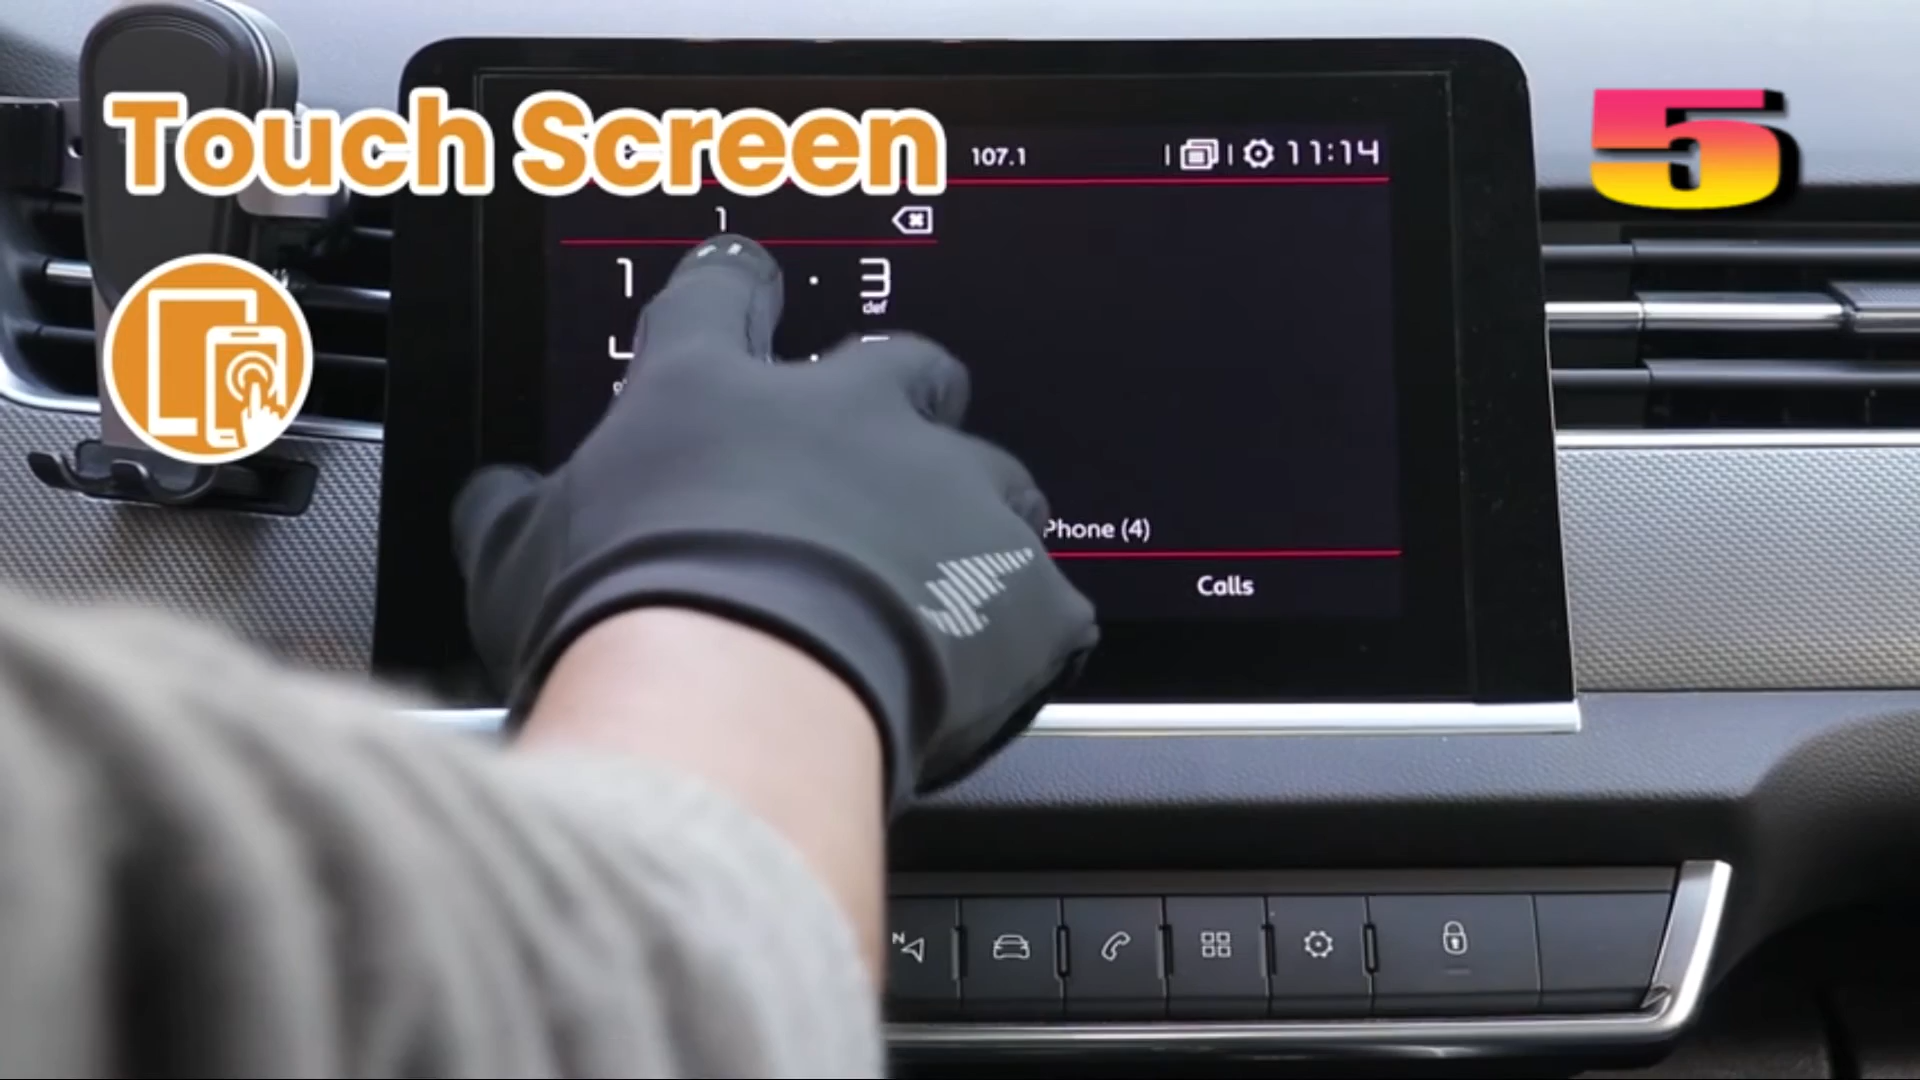 Touch Screen
5
107.1
11:14
1
1
3
def
Phone (4)
Calls
N